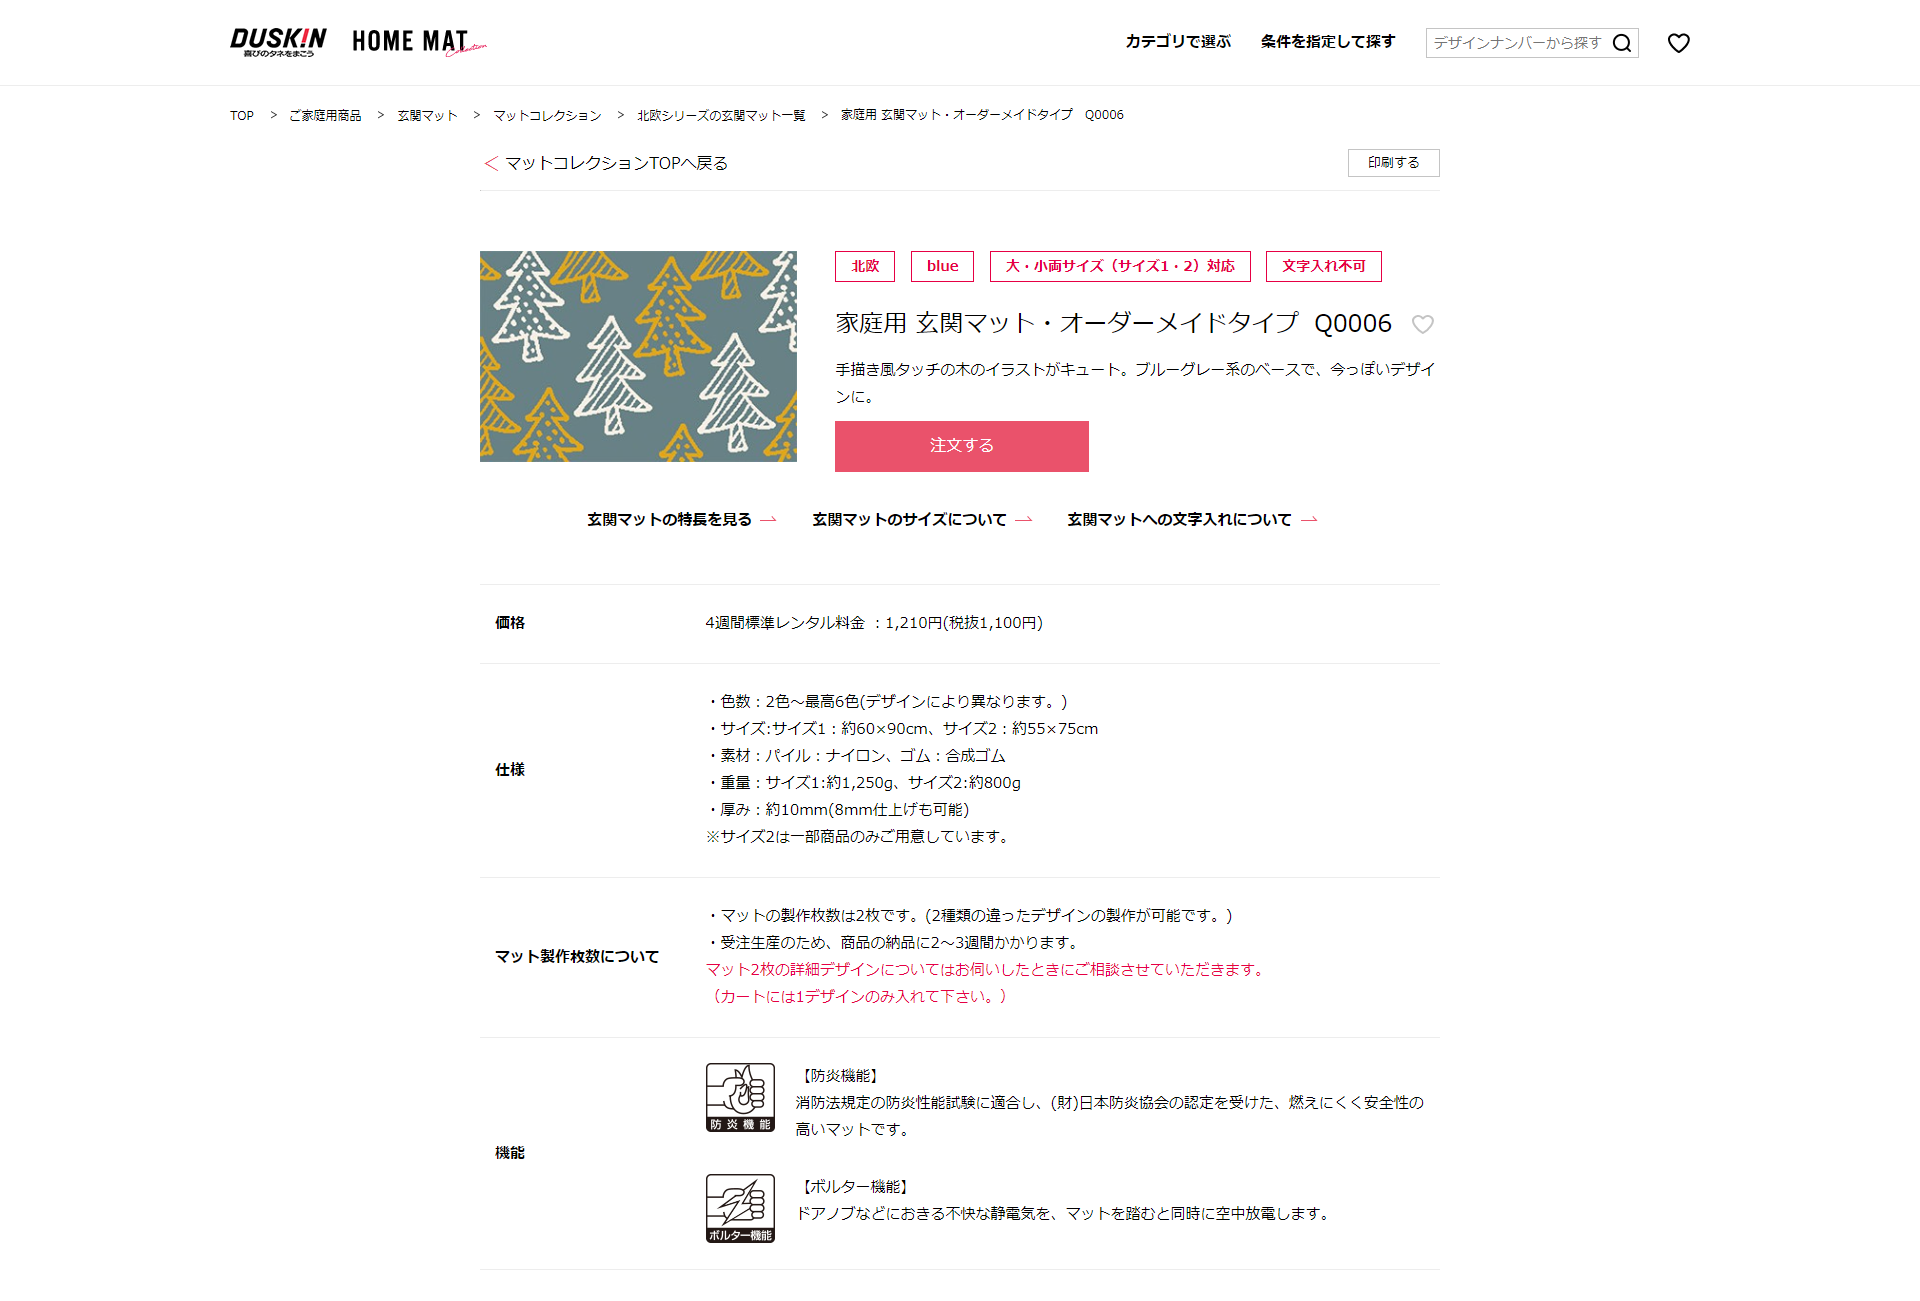 DUSKIN
喜びのタネをまこう
HOME MAT
Collection
カテゴリで選ぶ
条件を指定して探す
デザインナンバーから探す
TOP > ご家庭用商品 > 玄関マット > マットコレクション > 北欧シリーズの玄関マット一覧 > 家庭用 玄関マット・オーダーメイドタイプ Q0006
＜ マットコレクションTOPへ戻る
印刷する
北欧
blue
大・小両サイズ（サイズ1・2）対応
文字入れ不可
家庭用 玄関マット・オーダーメイドタイプ Q0006
手描き風タッチの木のイラストがキュート。ブルーグレー系のベースで、今っぽいデザイ
ンに。
注文する
玄関マットの特長を見る
玄関マットのサイズについて
玄関マットへの文字入れについて
価格
4週間標準レンタル料金 ：1,210円(税抜1,100円)
仕様
・色数：2色～最高6色(デザインにより異なります。)
・サイズ:サイズ1：約60×90cm、サイズ2：約55×75cm
・素材：パイル：ナイロン、ゴム：合成ゴム
・重量：サイズ1:約1,250g、サイズ2:約800g
・厚み：約10mm(8mm仕上げも可能)
※サイズ2は一部商品のみご用意しています。
マット製作枚数について
・マットの製作枚数は2枚です。(2種類の違ったデザインの製作が可能です。)
・受注生産のため、商品の納品に2～3週間かかります。
マット2枚の詳細デザインについてはお伺いしたときにご相談させていただきます。
（カートには1デザインのみ入れて下さい。）
機能
防炎機能
【防炎機能】
消防法規定の防炎性能試験に適合し、(財)日本防炎協会の認定を受けた、燃えにくく安全性の
高いマットです。
ボルター機能
【ボルター機能】
ドアノブなどにおきる不快な静電気を、マットを踏むと同時に空中放電します。